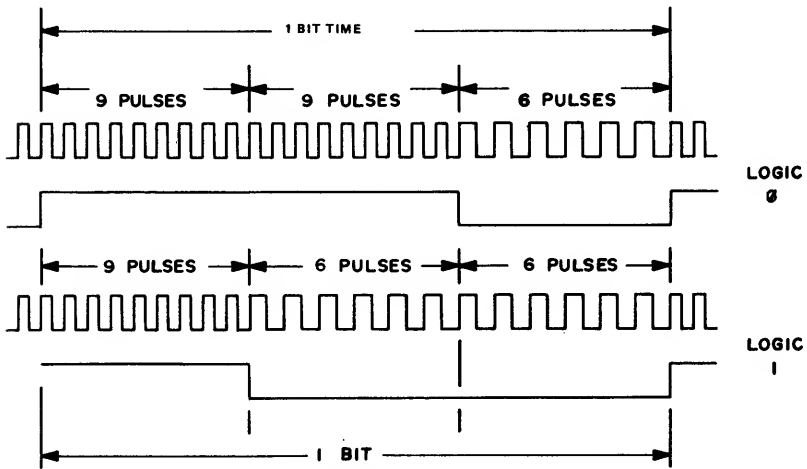 1 BIT TIME
9 PULSES 9 PULSES 6 PULSES
LOGIC
0
9 PULSES 6 PULSES 6 PULSES
LOGIC
1
1 BIT